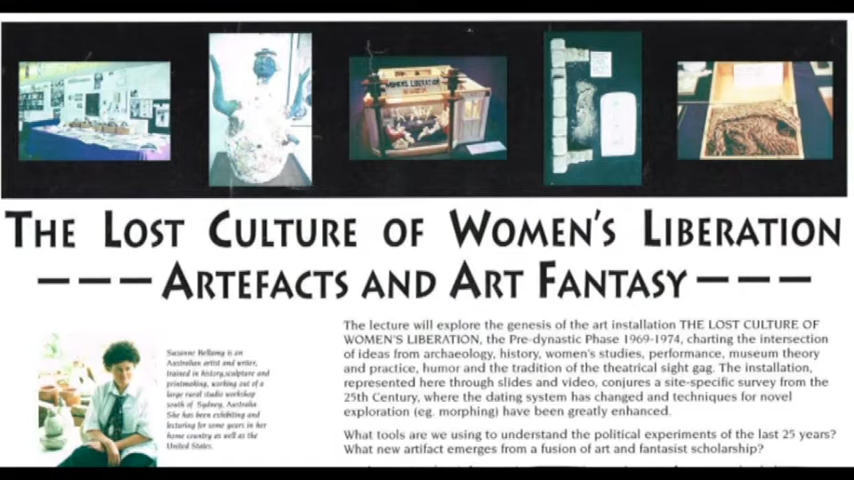 WOMEN'S LIBERATION
THE LOST CULTURE OF WOMEN'S LIBERATION
———ARTEFACTS AND ART FANTASY———
Suzanne Bellamy is an
Australian artist and writer,
trained in history,sculpture and
printmaking, working out of a
large rural studio workshop
south of Sydney, Australia
She has been exhibiting and
lecturing for some years in her
home country as well as the
United States.
The lecture will explore the genesis of the art installation THE LOST CULTURE OF
WOMEN'S LIBERATION, the Pre-dynastic Phase 1969-1974, charting the intersection
of ideas from archaeology, history, women's studies, performance, museum theory
and practice, humor and the tradition of the theatrical sight gag. The installation,
represented here through slides and video, conjures a site-specific survey from the
25th Century, where the dating system has changed and techniques for novel
exploration (eg. morphing) have been greatly enhanced.
What tools are we using to understand the political experiments of the last 25 years?
What new artifact emerges from a fusion of art and fantasist scholarship?